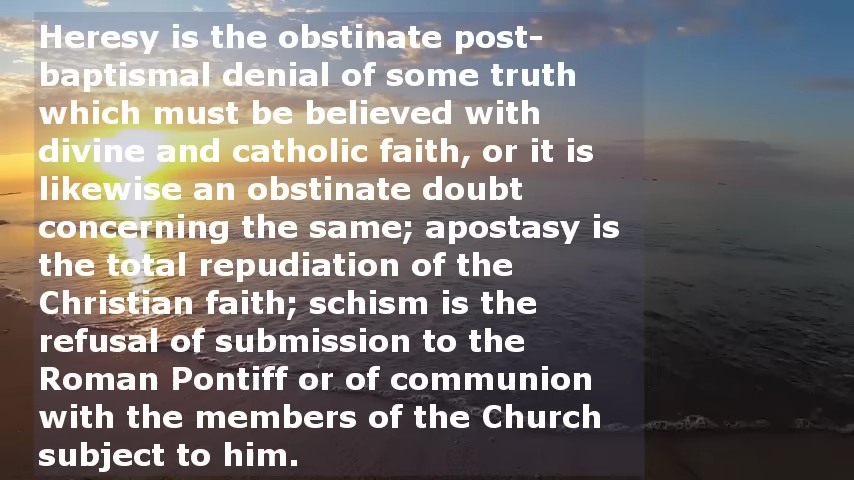 Heresy is the obstinate post-
baptismal denial of some truth
which must be believed with
divine and catholic faith, or it is
likewise an obstinate doubt
concerning the same; apostasy is
the total repudiation of the
Christian faith; schism is the
refusal of submission to the
Roman Pontiff or of communion
with the members of the Church
subject to him.